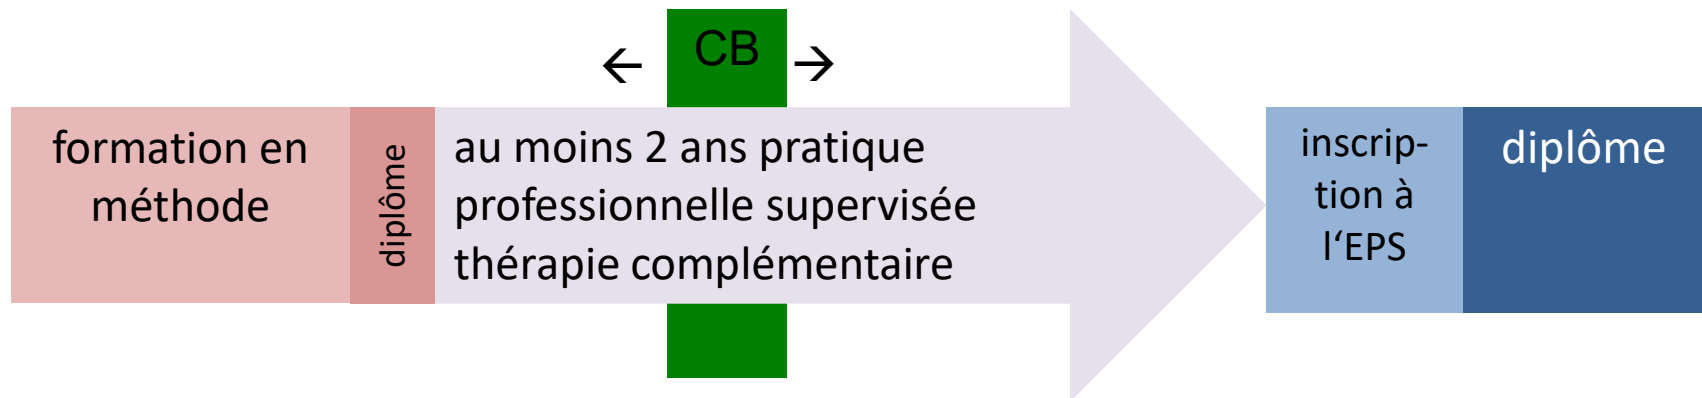 ← CB →
formation en
méthode
diplôme
au moins 2 ans pratique
professionnelle supervisée
thérapie complémentaire
inscrip-
tion à
l‘EPS
diplôme